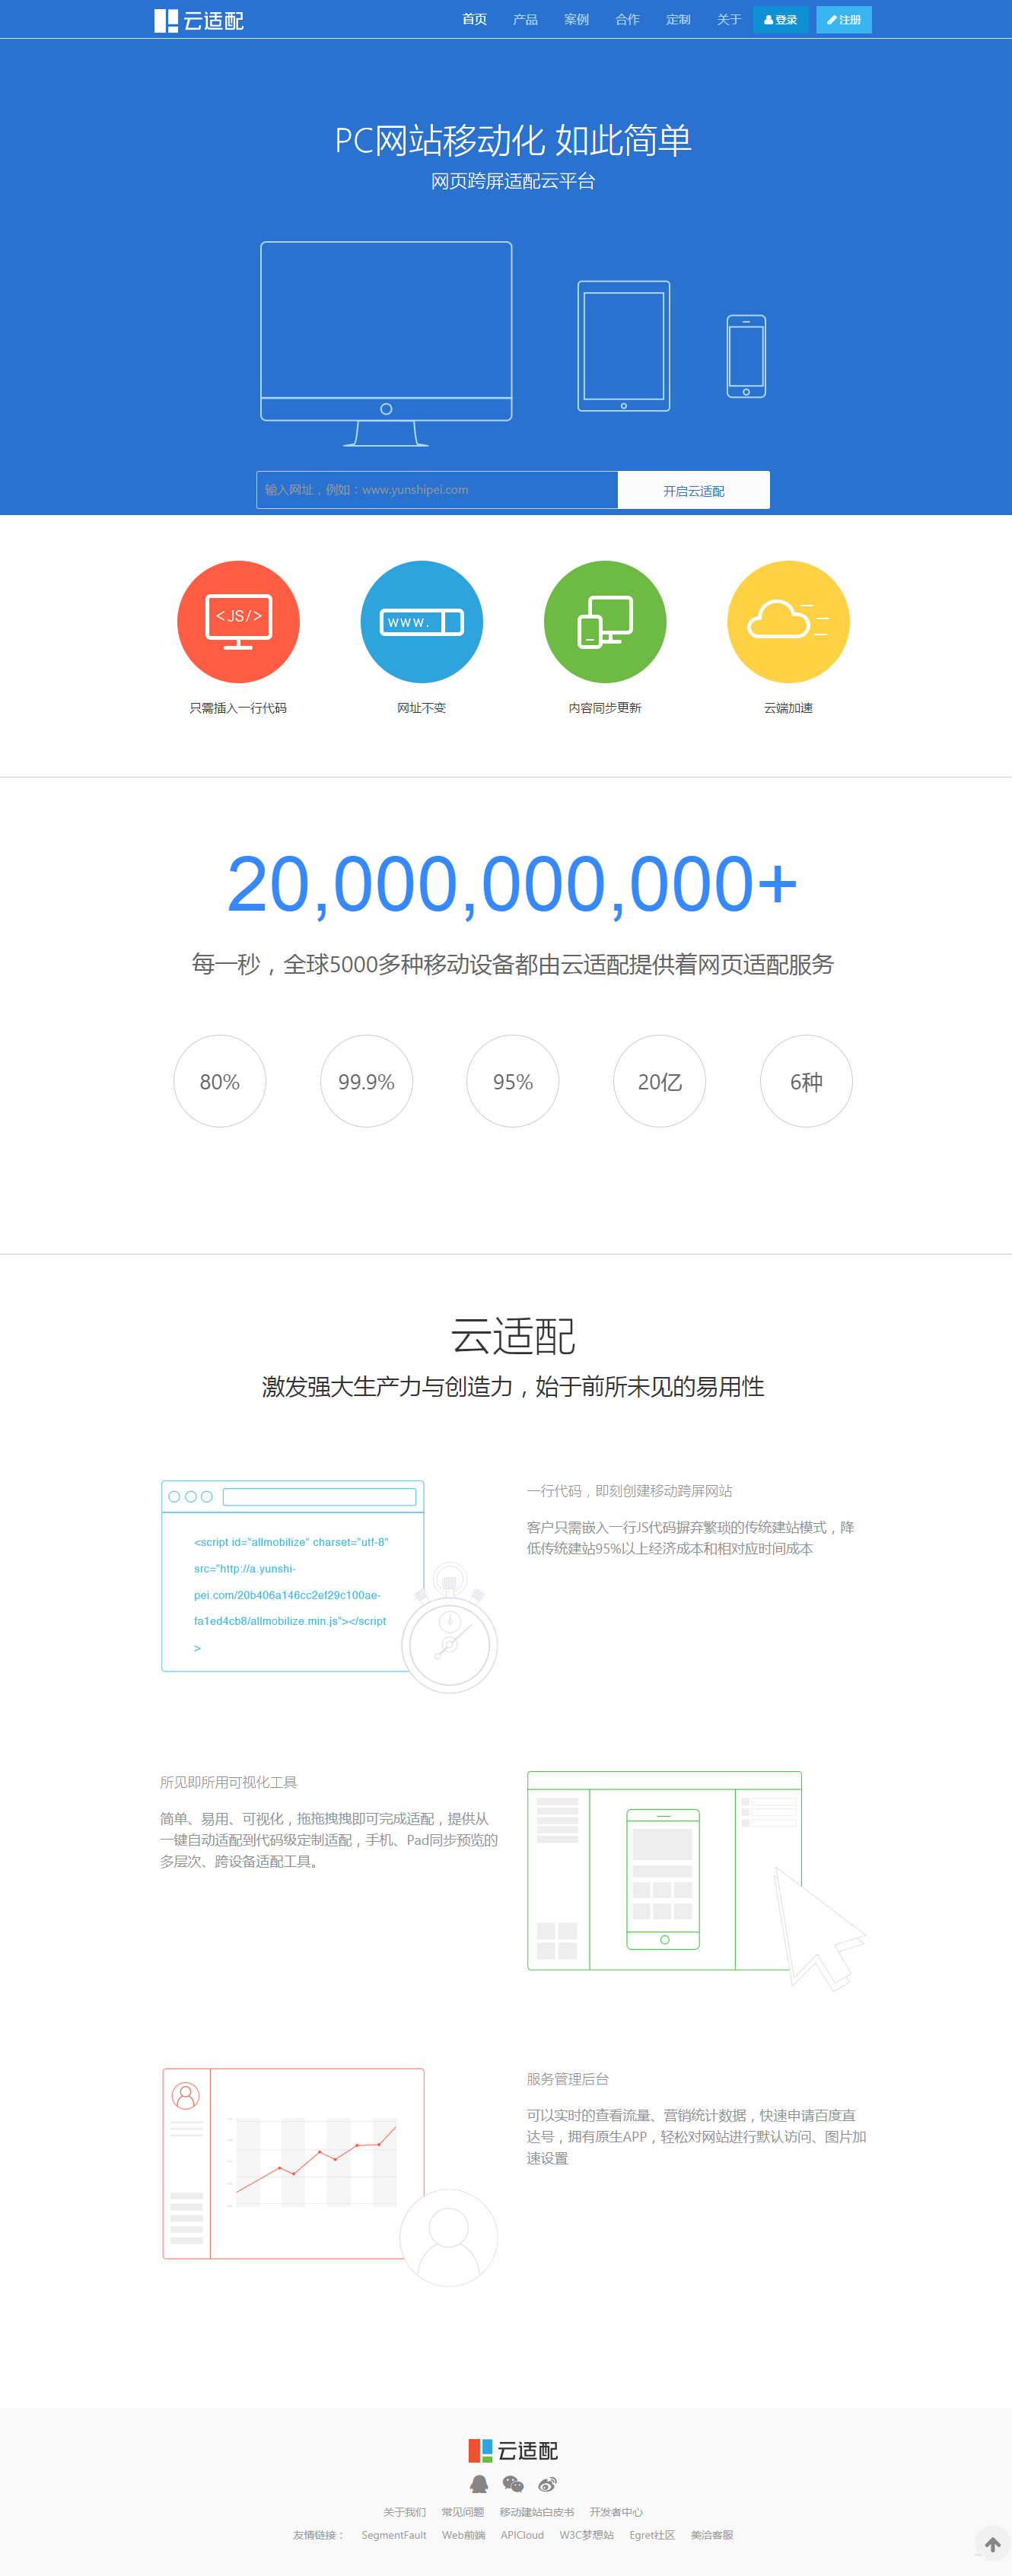 云适配
首页 产品 案例 合作 定制 关于 登录 注册
PC网站移动化 如此简单
网页跨屏适配云平台
输入网址，例如：www.yunshipei.com 开启云适配
<JS/> www.
只需插入一行代码 网址不变 内容同步更新 云端加速
20,000,000,000+
每一秒，全球5000多种移动设备都由云适配提供着网页适配服务
80% 99.9% 95% 20亿 6种
云适配
激发强大生产力与创造力，始于前所未见的易用性
<script id="allmobilize" charset="utf-8"
src="http://a.yunshi-
pei.com/20b406a146cc2ef29c100ae-
fa1ed4cb8/allmobilize.min.js"></script
>
一行代码，即刻创建移动跨屏网站
客户只需嵌入一行JS代码摒弃繁琐的传统建站模式，降
低传统建站95%以上经济成本和相对应时间成本
所见即所用可视化工具
简单、易用、可视化，拖拖拽拽即可完成适配，提供从
一键自动适配到代码级定制适配，手机、Pad同步预览的
多层次、跨设备适配工具。
服务管理后台
可以实时的查看流量、营销统计数据，快速申请百度直
达号，拥有原生APP，轻松对网站进行默认访问、图片加
速设置
云适配
关于我们 常见问题 移动建站白皮书 开发者中心
友情链接： SegmentFault Web前端 APICloud W3C梦想站 Egret社区 美洽客服